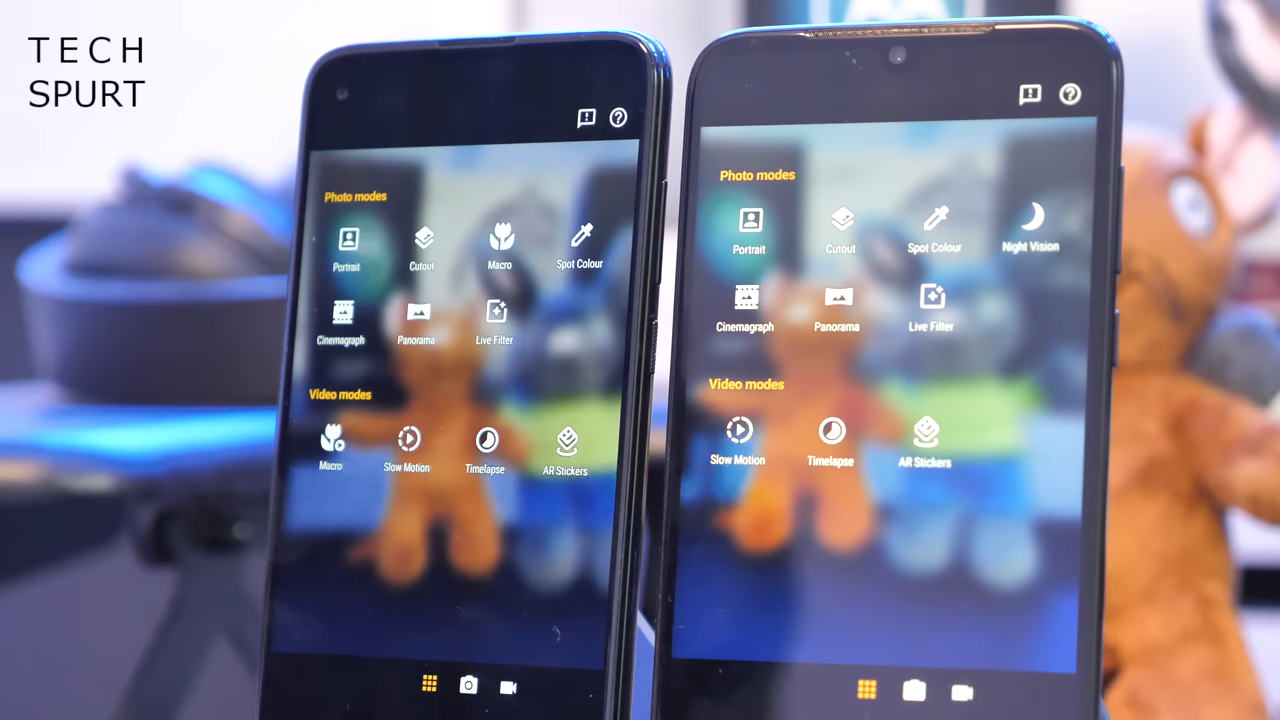 TECH
SPURT
Photo modes
Portrait Cutout Macro Spot Colour
Cinemagraph Panorama Live Filter
Video modes
Macro Slow Motion Timelapse AR Stickers
Photo modes
Portrait Cutout Spot Colour Night Vision
Cinemagraph Panorama Live Filter
Video modes
Slow Motion Timelapse AR Stickers